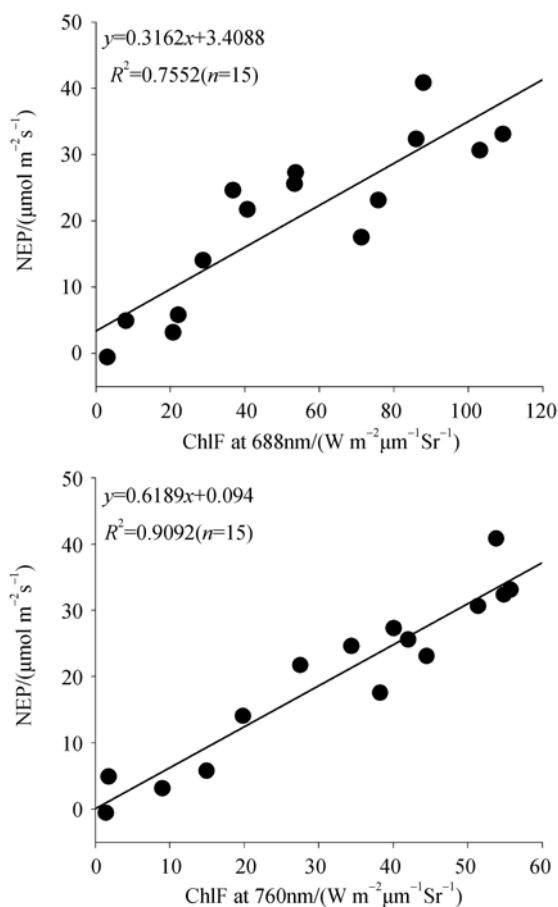 50
y=0.3162x+3.4088
R²=0.7552(n=15)
40
30
20
10
0
NEP/(μmol m⁻²s⁻¹)
0 20 40 60 80 100 120
ChlF at 688nm/(W m⁻²μm⁻¹Sr⁻¹)
50
y=0.6189x+0.094
R²=0.9092(n=15)
40
30
20
10
0
NEP/(μmol m⁻²s⁻¹)
0 10 20 30 40 50 60
ChlF at 760nm/(W m⁻²μm⁻¹Sr⁻¹)